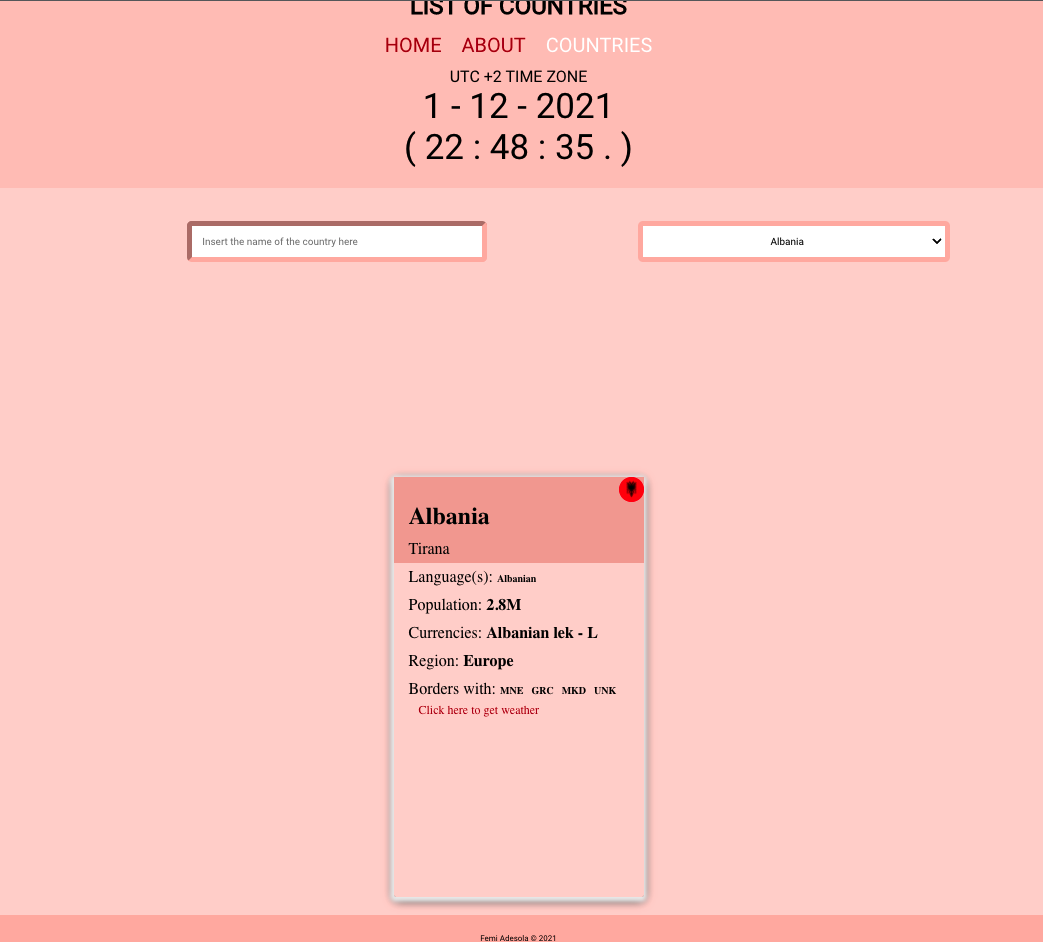 LIST OF COUNTRIES
HOME ABOUT COUNTRIES
UTC +2 TIME ZONE
1 - 12 - 2021
( 22 : 48 : 35 . )
Insert the name of the country here
Albania
Albania
Tirana
Language(s): Albanian
Population: 2.8M
Currencies: Albanian lek - L
Region: Europe
Borders with: MNE GRC MKD UNK
Click here to get weather
Femi Adesola © 2021